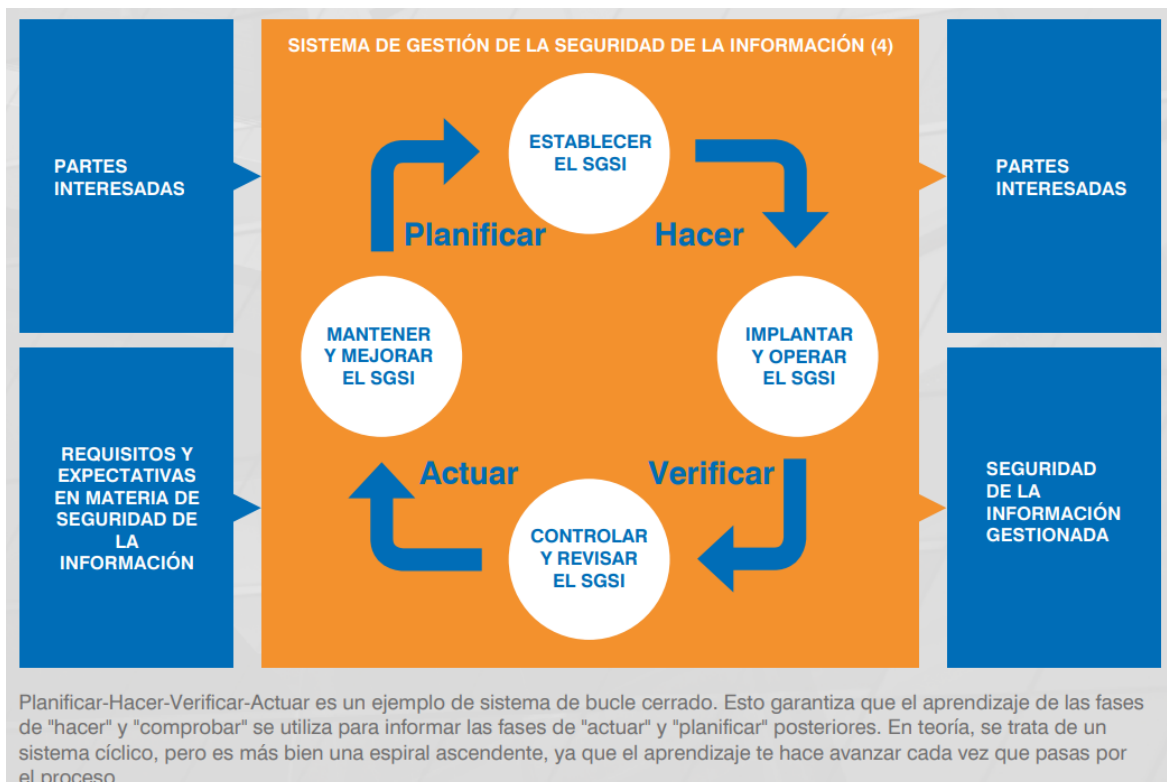 SISTEMA DE GESTIÓN DE LA SEGURIDAD DE LA INFORMACIÓN (4)
PARTES
INTERESADAS
REQUISITOS Y
EXPECTATIVAS
EN MATERIA DE
SEGURIDAD DE
LA
INFORMACIÓN
ESTABLECER
EL SGSI
Planificar
Hacer
MANTENER
Y MEJORAR
EL SGSI
IMPLANTAR
Y OPERAR
EL SGSI
Actuar
Verificar
CONTROLAR
Y REVISAR
EL SGSI
PARTES
INTERESADAS
SEGURIDAD
DE LA
INFORMACIÓN
GESTIONADA
Planificar-Hacer-Verificar-Actuar es un ejemplo de sistema de bucle cerrado. Esto garantiza que el aprendizaje de las fases
de "hacer" y "comprobar" se utiliza para informar las fases de "actuar" y "planificar" posteriores. En teoría, se trata de un
sistema cíclico, pero es más bien una espiral ascendente, ya que el aprendizaje te hace avanzar cada vez que pasas por
el proceso